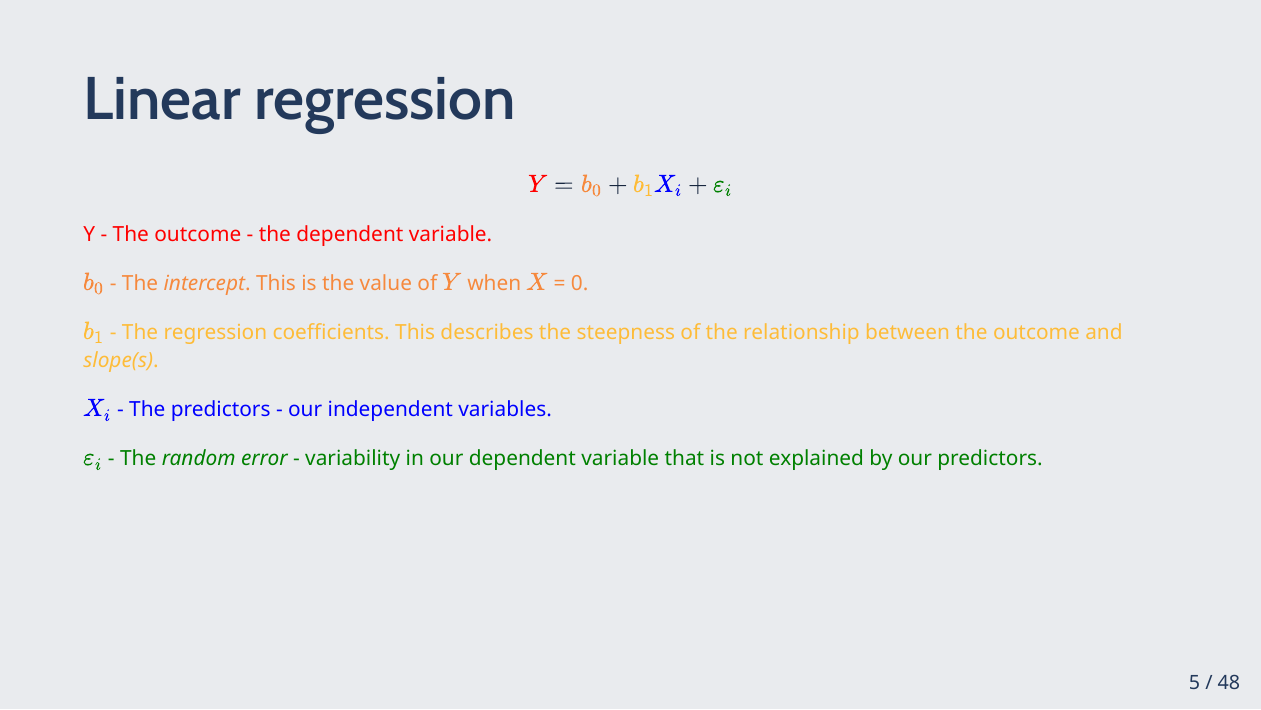 Linear regression
Y = b₀ + b₁Xᵢ + εᵢ
Y - The outcome - the dependent variable.
b₀ - The intercept. This is the value of Y when X = 0.
b₁ - The regression coefficients. This describes the steepness of the relationship between the outcome and
slope(s).
Xᵢ - The predictors - our independent variables.
εᵢ - The random error - variability in our dependent variable that is not explained by our predictors.
5 / 48